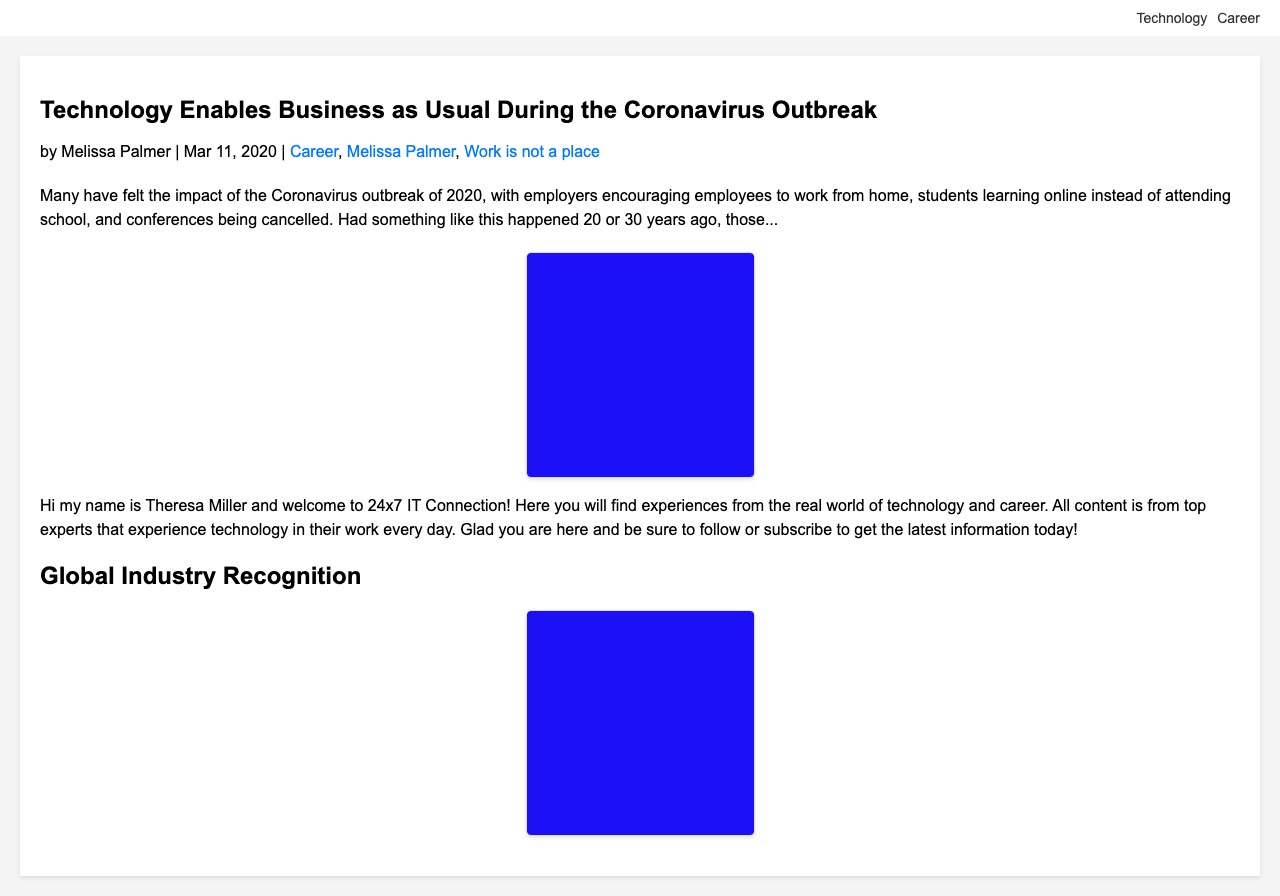 Technology Career
Technology Enables Business as Usual During the Coronavirus Outbreak
by Melissa Palmer | Mar 11, 2020 | Career, Melissa Palmer, Work is not a place
Many have felt the impact of the Coronavirus outbreak of 2020, with employers encouraging employees to work from home, students learning online instead of attending
school, and conferences being cancelled. Had something like this happened 20 or 30 years ago, those...
Hi my name is Theresa Miller and welcome to 24x7 IT Connection! Here you will find experiences from the real world of technology and career. All content is from top
experts that experience technology in their work every day. Glad you are here and be sure to follow or subscribe to get the latest information today!
Global Industry Recognition